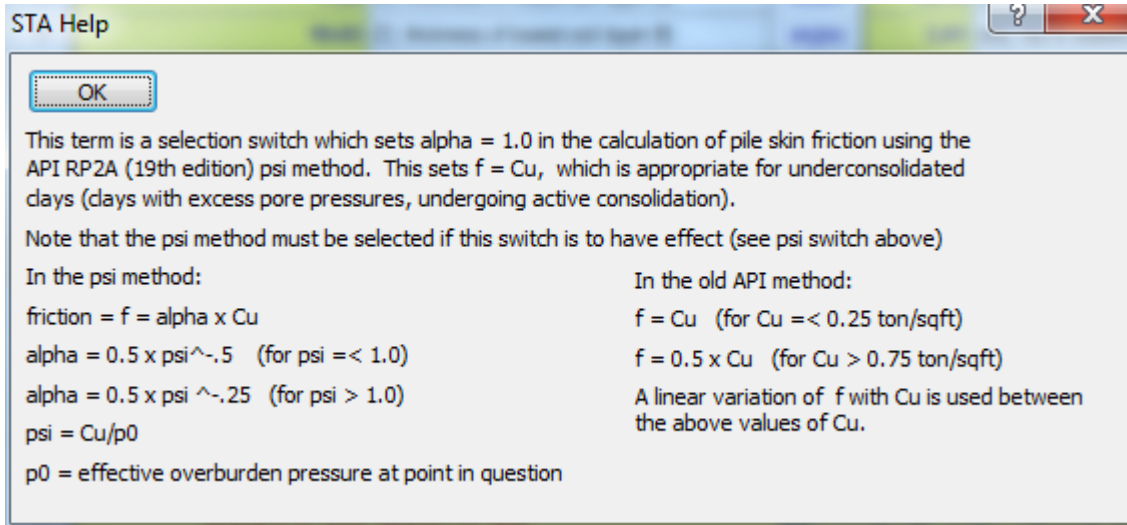 STA Help
OK
This term is a selection switch which sets alpha = 1.0 in the calculation of pile skin friction using the
API RP2A (19th edition) psi method.  This sets f = Cu,  which is appropriate for underconsolidated
clays (clays with excess pore pressures, undergoing active consolidation).
Note that the psi method must be selected if this switch is to have effect (see psi switch above)
In the psi method:
friction = f = alpha x Cu
alpha = 0.5 x psi^-.5   (for psi =< 1.0)
alpha = 0.5 x psi ^-.25   (for psi > 1.0)
psi = Cu/p0
p0 = effective overburden pressure at point in question
In the old API method:
f = Cu   (for Cu =< 0.25 ton/sqft)
f = 0.5 x Cu   (for Cu > 0.75 ton/sqft)
A linear variation of  f with Cu is used between
the above values of Cu.